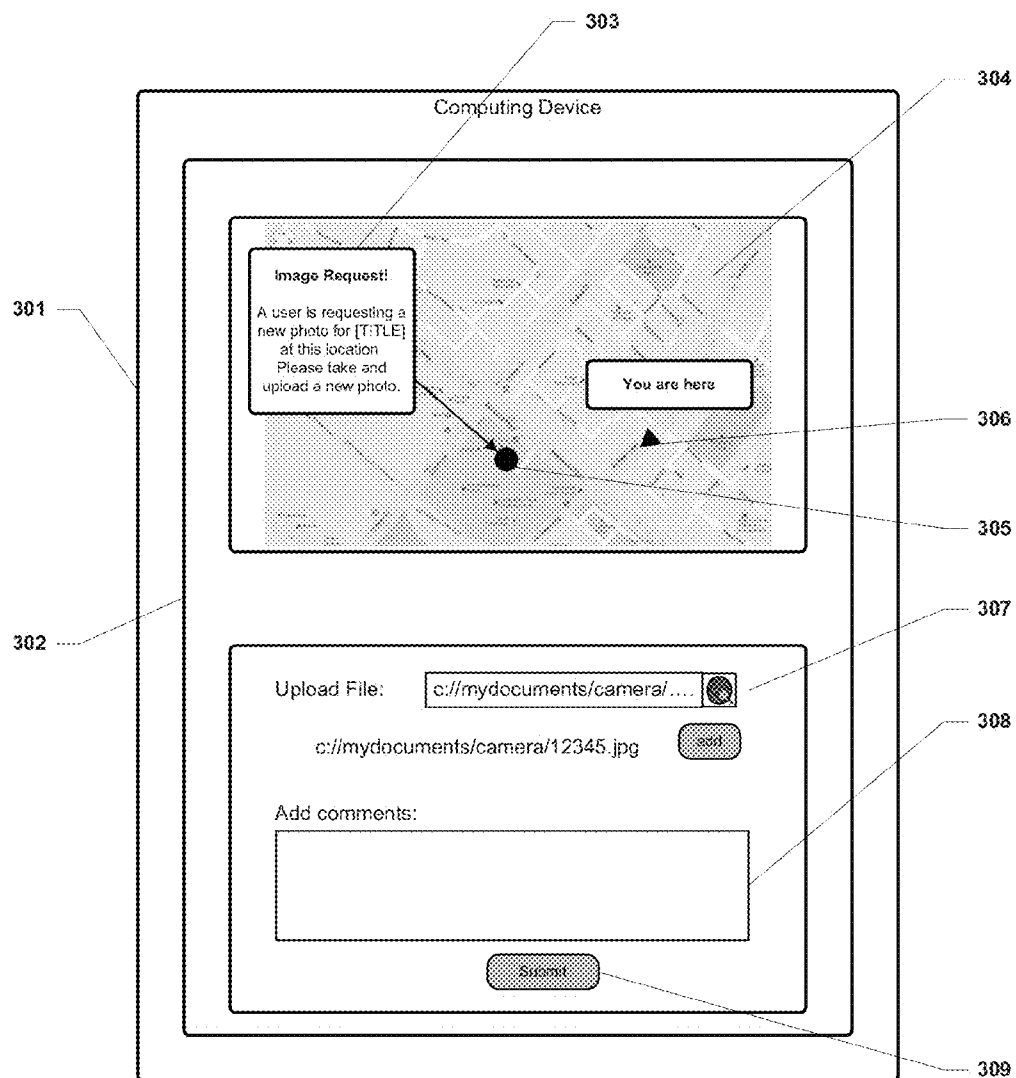 303
304
Computing Device
301
Image Request!
A user is requesting a
new photo for [TITLE]
at this location
Please take and
upload a new photo.
You are here
306
305
302
307
Upload File:
c://mydocuments/camera/....
308
c://mydocuments/camera/12345.jpg
add
Add comments:
Submit
309